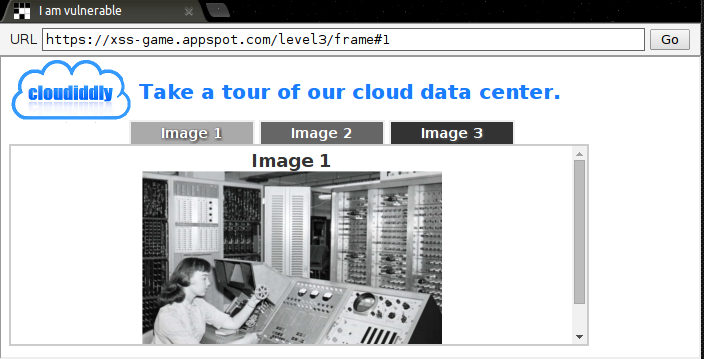 I am vulnerable
URL https://xss-game.appspot.com/level3/frame#1 Go
cloudiddly Take a tour of our cloud data center.
Image 1 Image 2 Image 3
Image 1